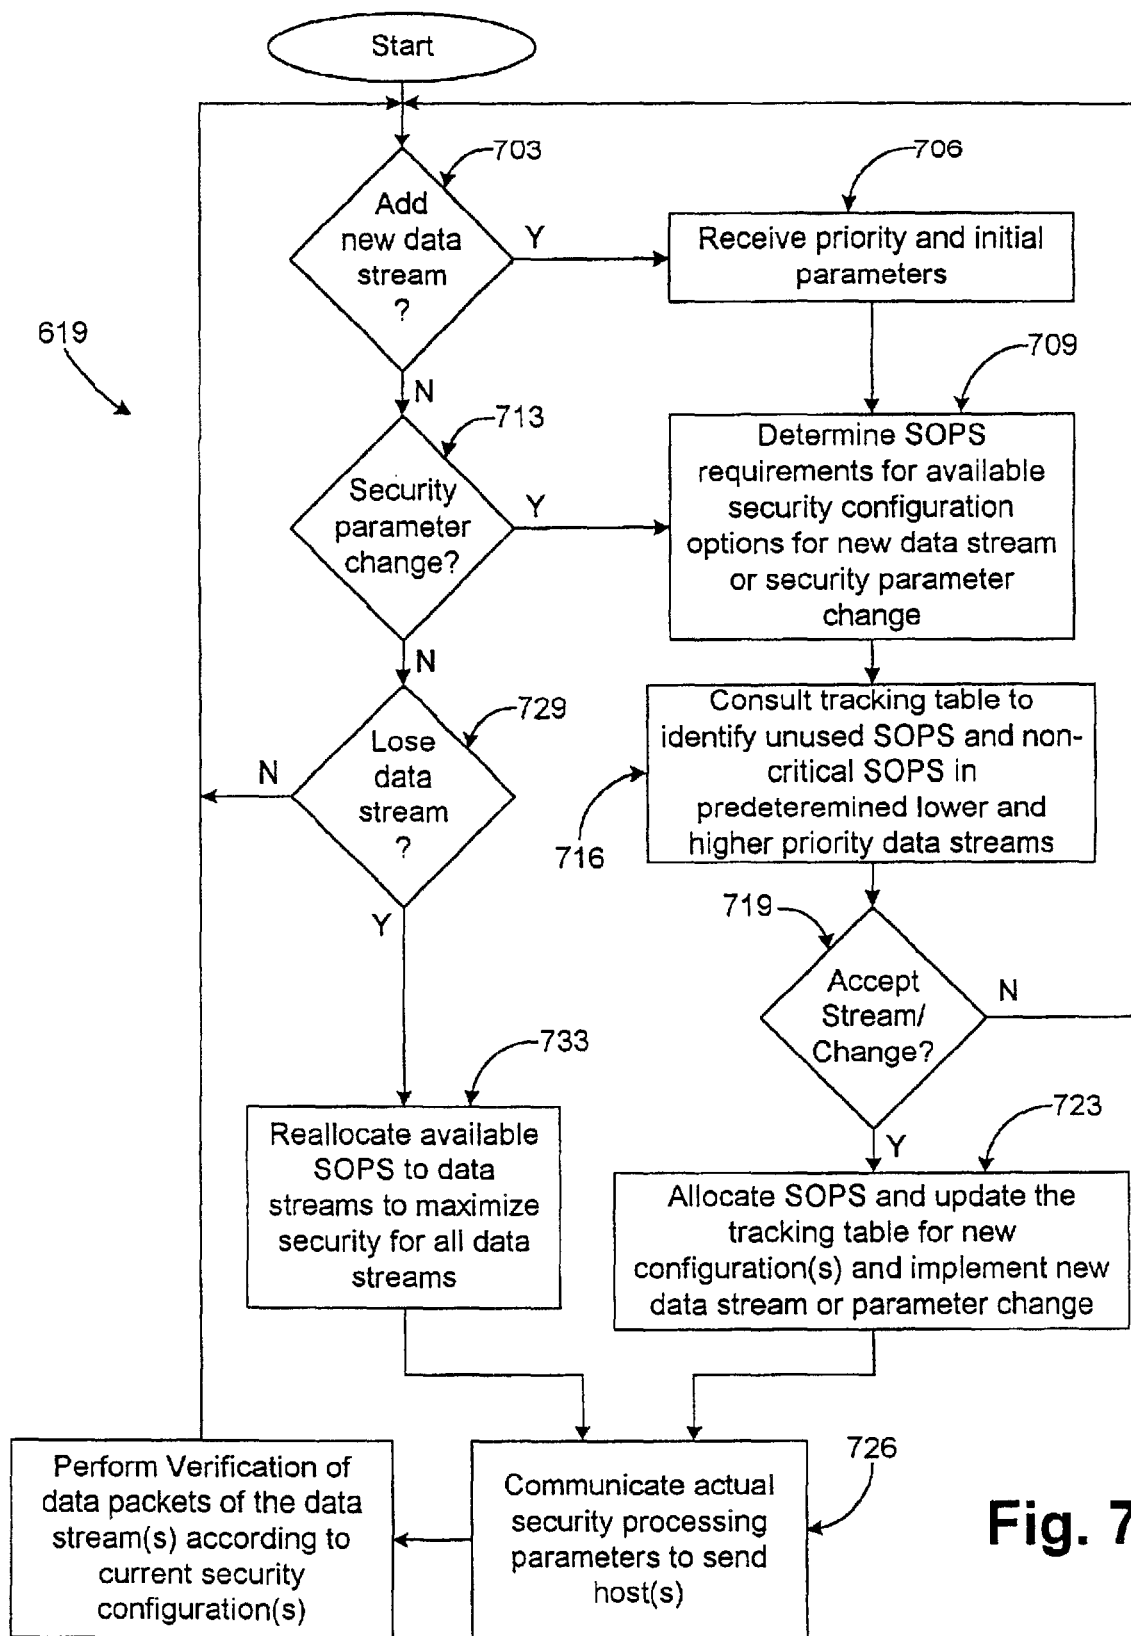 Start
703
Add
new data
stream
?
Y
N
706
Receive priority and initial
parameters
619
709
Determine SOPS
requirements for available
security configuration
options for new data stream
or security parameter
change
713
Security
parameter
change?
Y
N
Consult tracking table to
identify unused SOPS and non-
critical SOPS in
predeteremined lower and
higher priority data streams
716
729
Lose
data
stream
?
N
Y
719
Accept
Stream/
Change?
N
Y
733
Reallocate available
SOPS to data
streams to maximize
security for all data
streams
723
Allocate SOPS and update the
tracking table for new
configuration(s) and implement new
data stream or parameter change
726
Communicate actual
security processing
parameters to send
host(s)
Perform Verification of
data packets of the data
stream(s) according to
current security
configuration(s)
Fig. 7